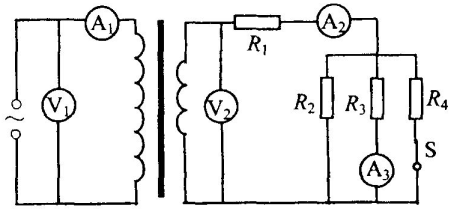 A₁
V₁
~
V₂
R₁
A₂
R₂
R₃
R₄
A₃
S